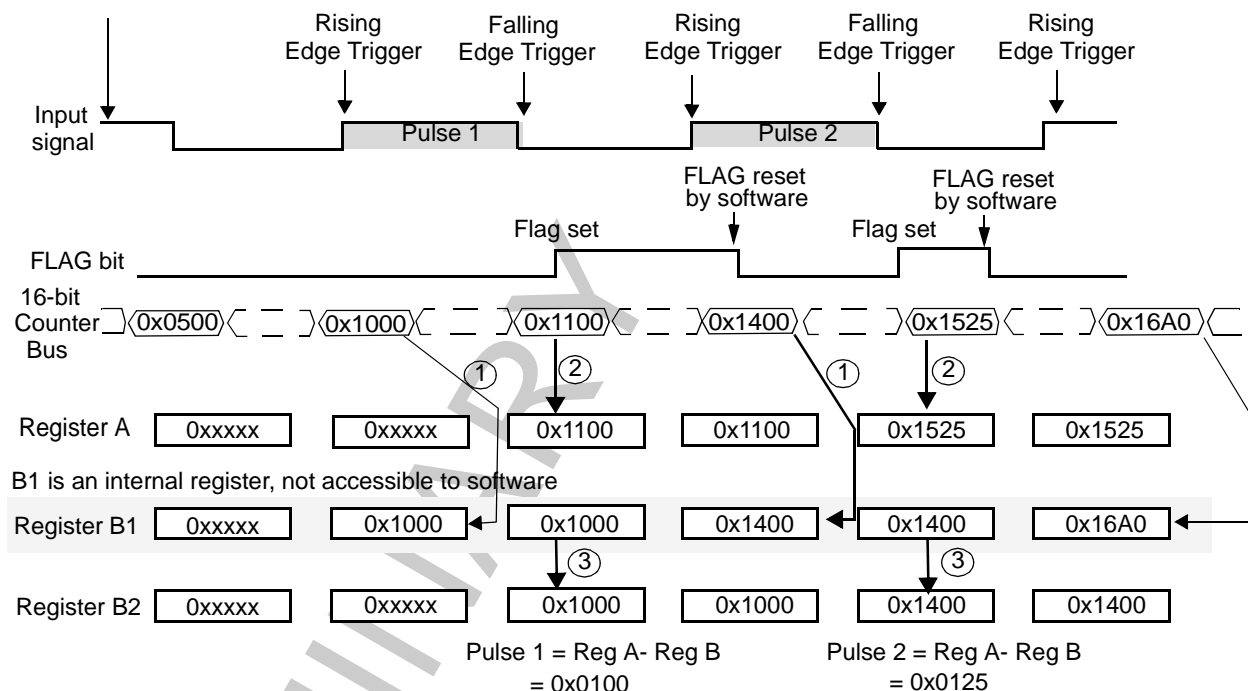 Rising Edge Trigger
Falling Edge Trigger
Rising Edge Trigger
Falling Edge Trigger
Rising Edge Trigger
Input signal
Pulse 1
Pulse 2
FLAG reset by software
FLAG reset by software
Flag set
Flag set
FLAG bit
16-bit Counter Bus
0x0500
0x1000
0x1100
0x1400
0x1525
0x16A0
1
2
1
2
Register A
0xxxxx
0xxxxx
0x1100
0x1100
0x1525
0x1525
B1 is an internal register, not accessible to software
Register B1
0xxxxx
0x1000
0x1000
0x1400
0x1400
0x16A0
3
3
Register B2
0xxxxx
0xxxxx
0x1000
0x1000
0x1400
0x1400
Pulse 1 = Reg A- Reg B
= 0x0100
Pulse 2 = Reg A- Reg B
= 0x0125